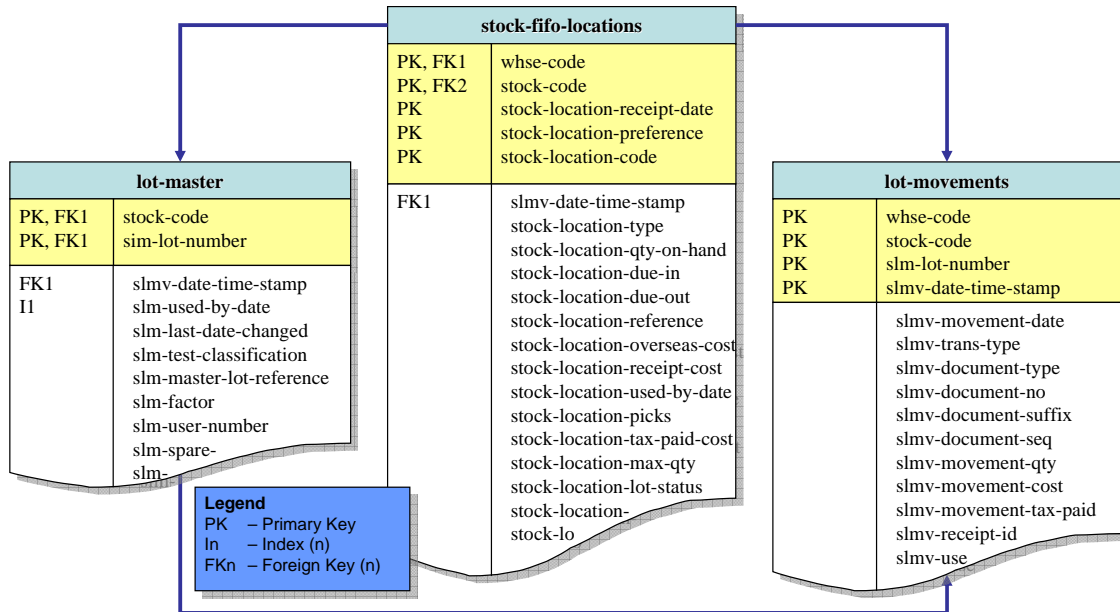 stock-fifo-locations
PK, FK1 whse-code
PK, FK2 stock-code
PK stock-location-receipt-date
PK stock-location-preference
PK stock-location-code
FK1 slmv-date-time-stamp
stock-location-type
stock-location-qty-on-hand
stock-location-due-in
stock-location-due-out
stock-location-reference
stock-location-overseas-cost
stock-location-receipt-cost
stock-location-used-by-date
stock-location-picks
stock-location-tax-paid-cost
stock-location-max-qty
stock-location-lot-status
stock-location-
stock-lo
lot-master
PK, FK1 stock-code
PK, FK1 sim-lot-number
FK1 slmv-date-time-stamp
I1 slm-used-by-date
slm-last-date-changed
slm-test-classification
slm-master-lot-reference
slm-factor
slm-user-number
slm-spare-
slm-
lot-movements
PK whse-code
PK stock-code
PK slm-lot-number
PK slmv-date-time-stamp
slmv-movement-date
slmv-trans-type
slmv-document-type
slmv-document-no
slmv-document-suffix
slmv-document-seq
slmv-movement-qty
slmv-movement-cost
slmv-movement-tax-paid
slmv-receipt-id
slmv-use
Legend
PK – Primary Key
In – Index (n)
FKn – Foreign Key (n)